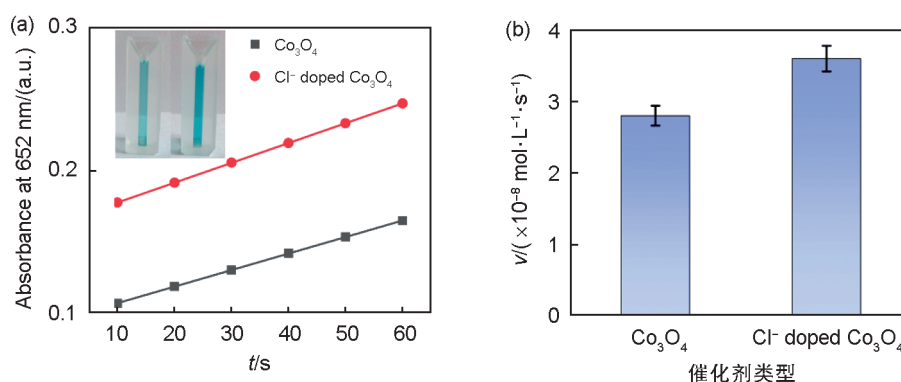 (a)
0.3
0.2
0.1
Absorbance at 652 nm/(a.u.)
Co₃O₄
Cl⁻ doped Co₃O₄
10 20 30 40 50 60
t/s
(b)
4
3
2
1
0
v/(×10⁻⁸ mol·L⁻¹·s⁻¹)
Co₃O₄ Cl⁻ doped Co₃O₄
催化剂类型